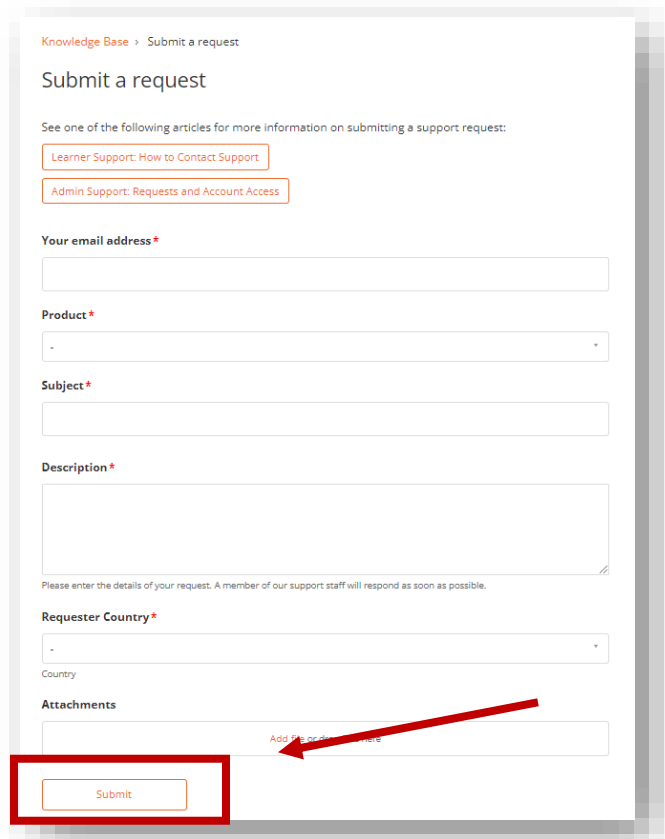 Knowledge Base › Submit a request
Submit a request
See one of the following articles for more information on submitting a support request:
Learner Support: How to Contact Support
Admin Support: Requests and Account Access
Your email address*
Product*
-
Subject*
Description*
Please enter the details of your request. A member of our support staff will respond as soon as possible.
Requester Country*
-
Country
Attachments
Add file or here
Submit